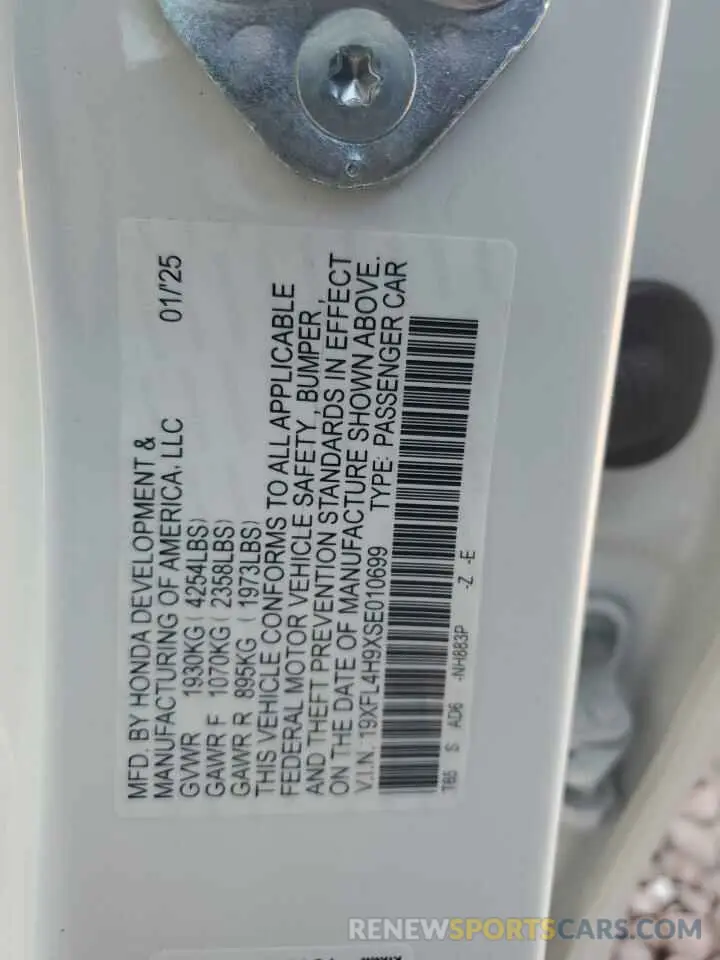 MFD. BY HONDA DEVELOPMENT &
MANUFACTURING OF AMERICA, LLC 01/'25
GVWR 1930KG ( 4254LBS)
GAWR F 1070KG ( 2358LBS)
GAWR R 895KG ( 1973LBS)
THIS VEHICLE CONFORMS TO ALL APPLICABLE
FEDERAL MOTOR VEHICLE SAFETY, BUMPER,
AND THEFT PREVENTION STANDARDS IN EFFECT
ON THE DATE OF MANUFACTURE SHOWN ABOVE.
V.I.N: 19XFL4H9XSE010699 TYPE: PASSENGER CAR
S AD6 -NH883P -Z -E
RENEWSPORTSCARS.COM